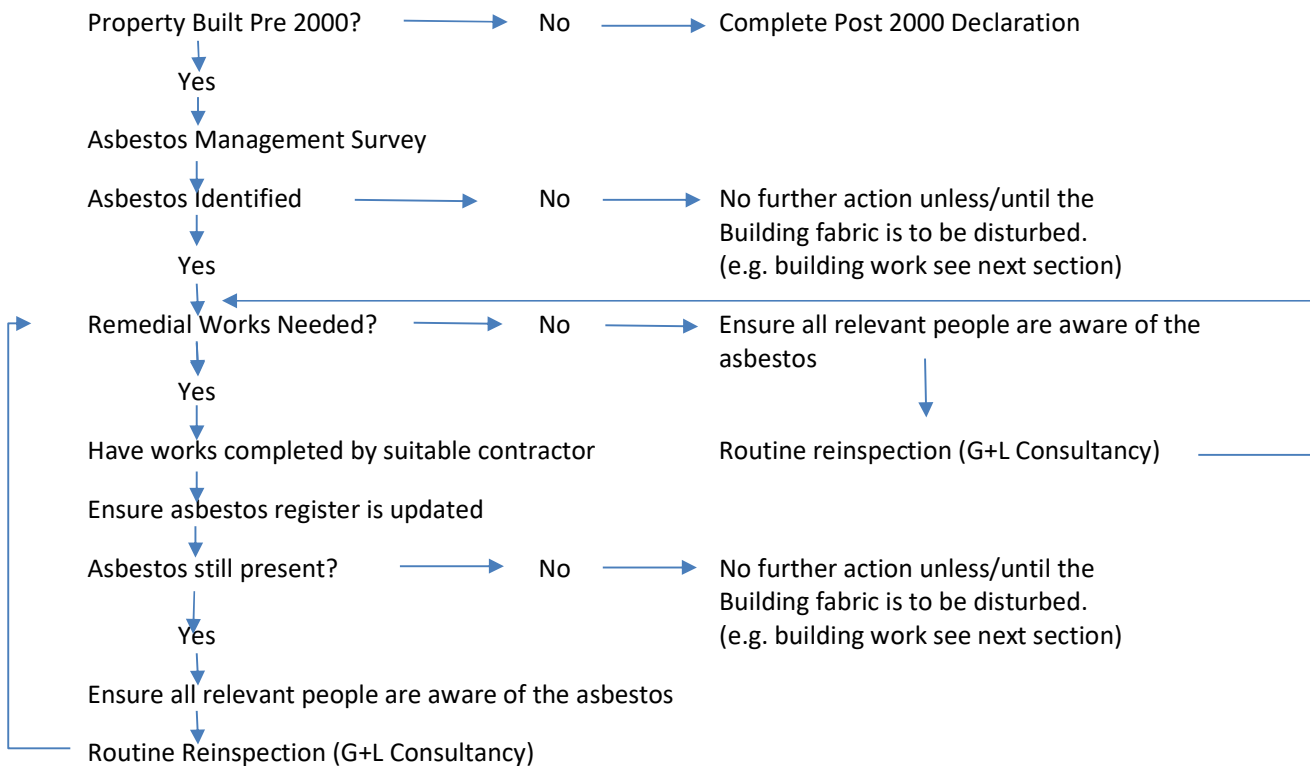 Property Built Pre 2000? No Complete Post 2000 Declaration
Yes
Asbestos Management Survey
Asbestos Identified No No further action unless/until the
Building fabric is to be disturbed.
Yes (e.g. building work see next section)
Remedial Works Needed? No Ensure all relevant people are aware of the
asbestos
Yes
Have works completed by suitable contractor Routine reinspection (G+L Consultancy)
Ensure asbestos register is updated
Asbestos still present? No No further action unless/until the
Building fabric is to be disturbed.
Yes (e.g. building work see next section)
Ensure all relevant people are aware of the asbestos
Routine Reinspection (G+L Consultancy)